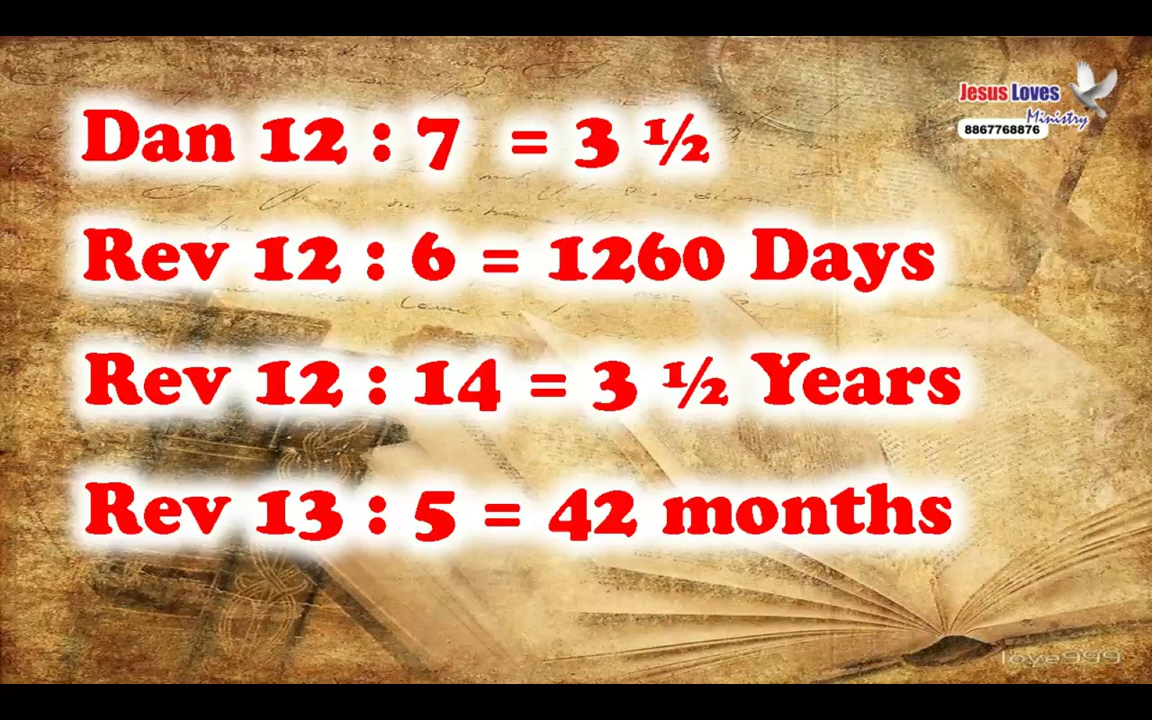 Jesus Loves
Ministry
8867768876
Dan 12 : 7 = 3 ½
Rev 12 : 6 = 1260 Days
Rev 12 : 14 = 3 ½ Years
Rev 13 : 5 = 42 months
loye999